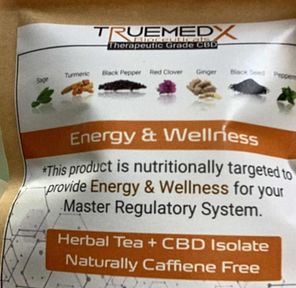 TRUEMEDX
Bioceuticals
Therapeutic Grade CBD
Sage Turmeric Black Pepper Red Clover Ginger Black Seed
Energy & Wellness
*This product is nutritionally targeted to
provide Energy & Wellness for your
Master Regulatory System.
Herbal Tea + CBD Isolate
Naturally Caffiene Free